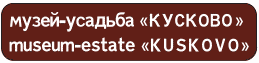 музей-усадьба «КУСКОВО»
museum-estate «KUSKOVO»